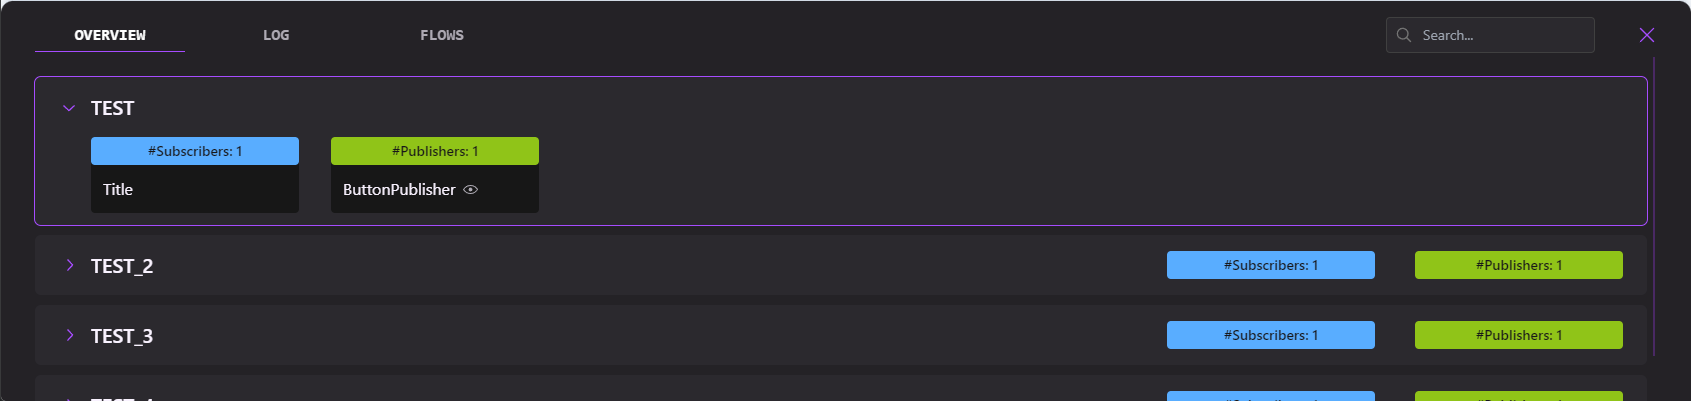 OVERVIEW LOG FLOWS Search...
TEST
#Subscribers: 1 #Publishers: 1
Title ButtonPublisher
TEST_2 #Subscribers: 1 #Publishers: 1
TEST_3 #Subscribers: 1 #Publishers: 1